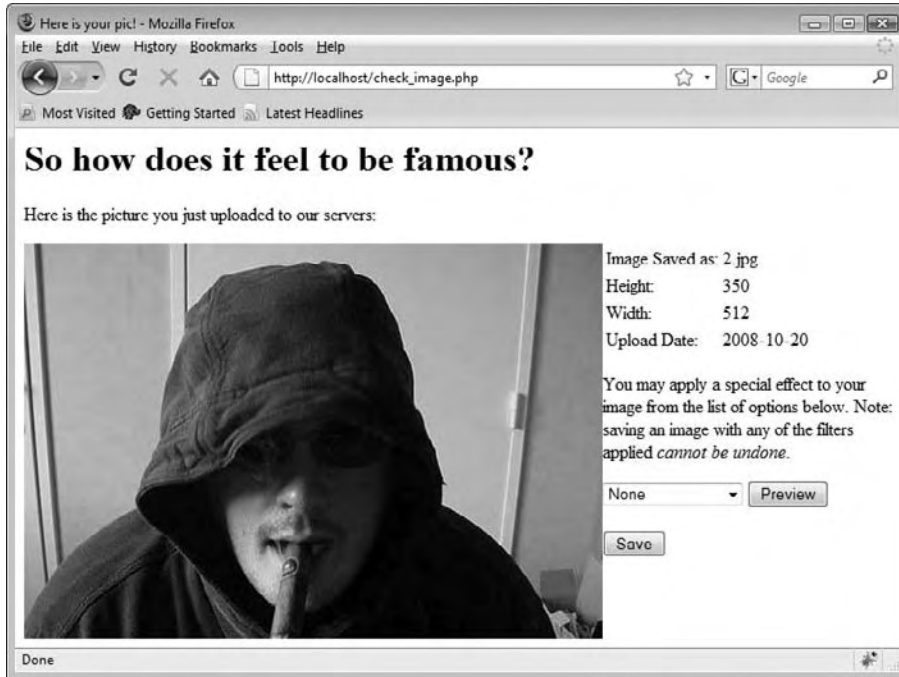 Here is your pic! - Mozilla Firefox
File Edit View History Bookmarks Tools Help
http://localhost/check_image.php
G Google
Most Visited Getting Started Latest Headlines
So how does it feel to be famous?
Here is the picture you just uploaded to our servers:
Image Saved as: 2.jpg
Height: 350
Width: 512
Upload Date: 2008-10-20
You may apply a special effect to your
image from the list of options below. Note:
saving an image with any of the filters
applied cannot be undone.
None Preview
Save
Done